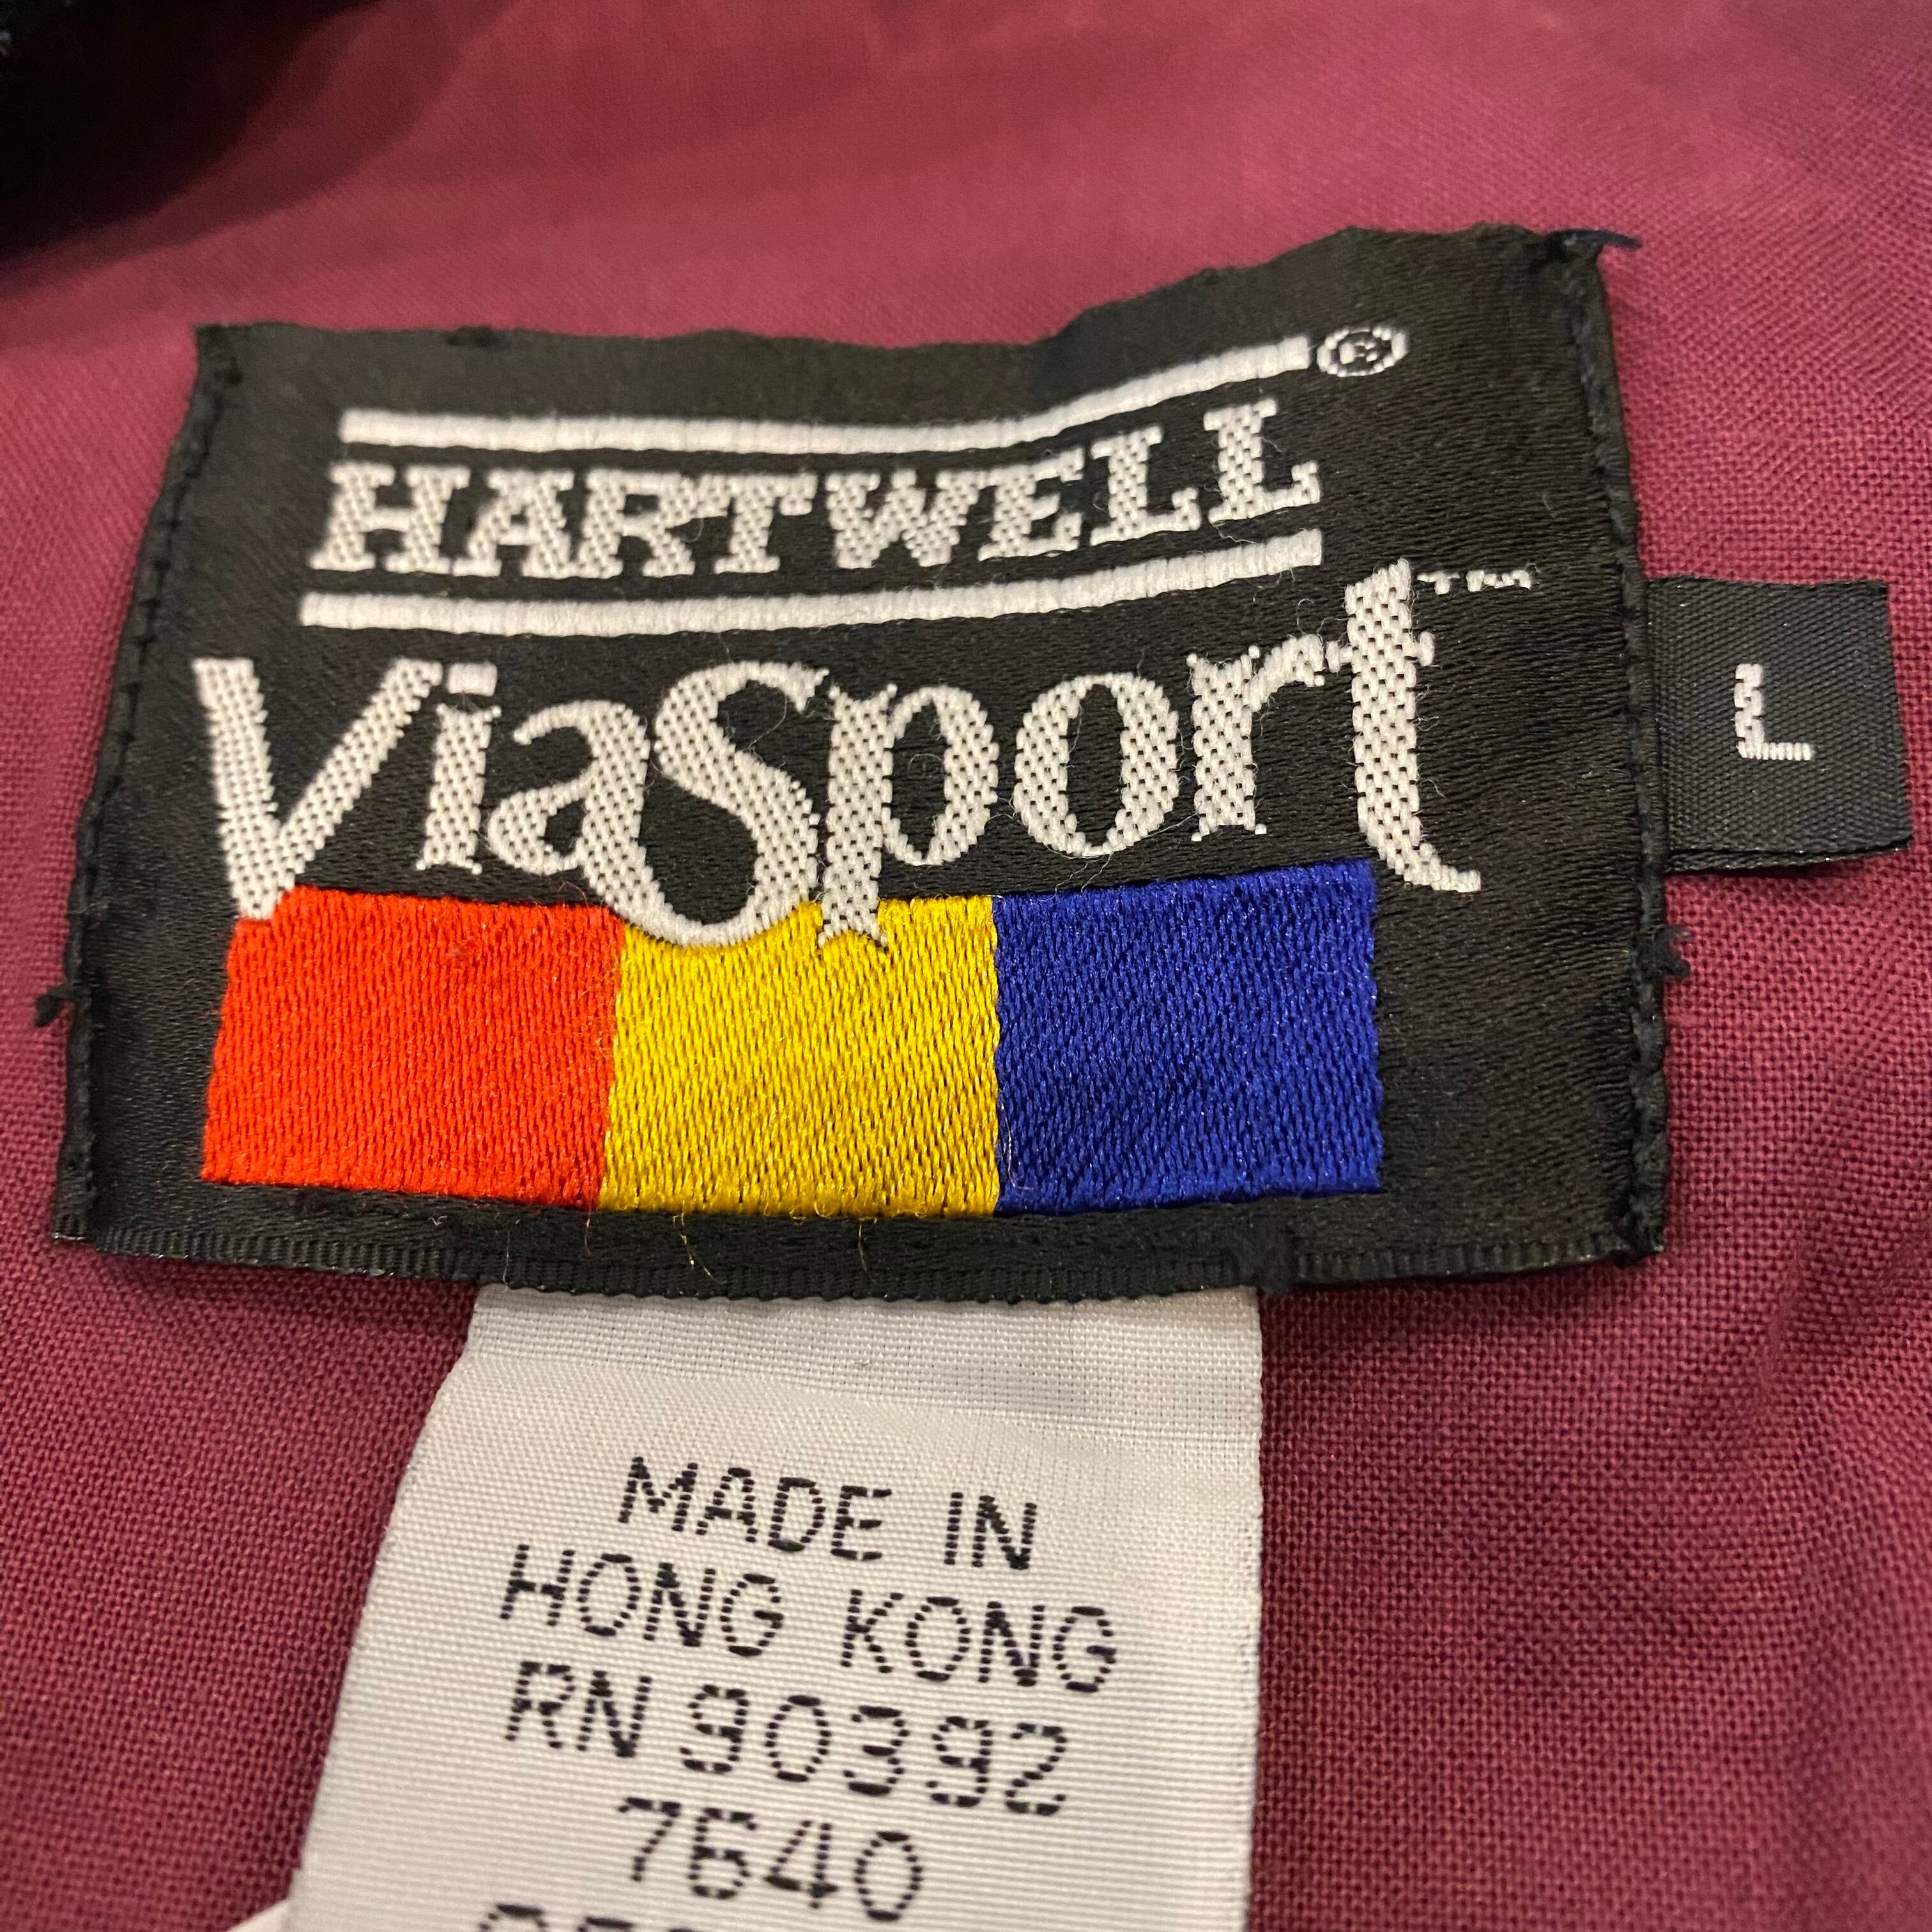 HARTWELL®
ViaSport™
L
MADE IN
HONG KONG
RN 90392
7640